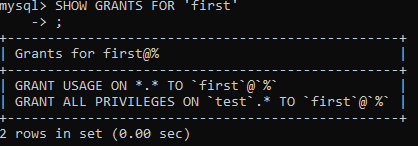 mysql> SHOW GRANTS FOR 'first'
    -> ;
+--------------------------------------------------+
| Grants for first@%                               |
+--------------------------------------------------+
| GRANT USAGE ON *.* TO `first`@`%`                |
| GRANT ALL PRIVILEGES ON `test`.* TO `first`@`%` |
+--------------------------------------------------+
2 rows in set (0.00 sec)